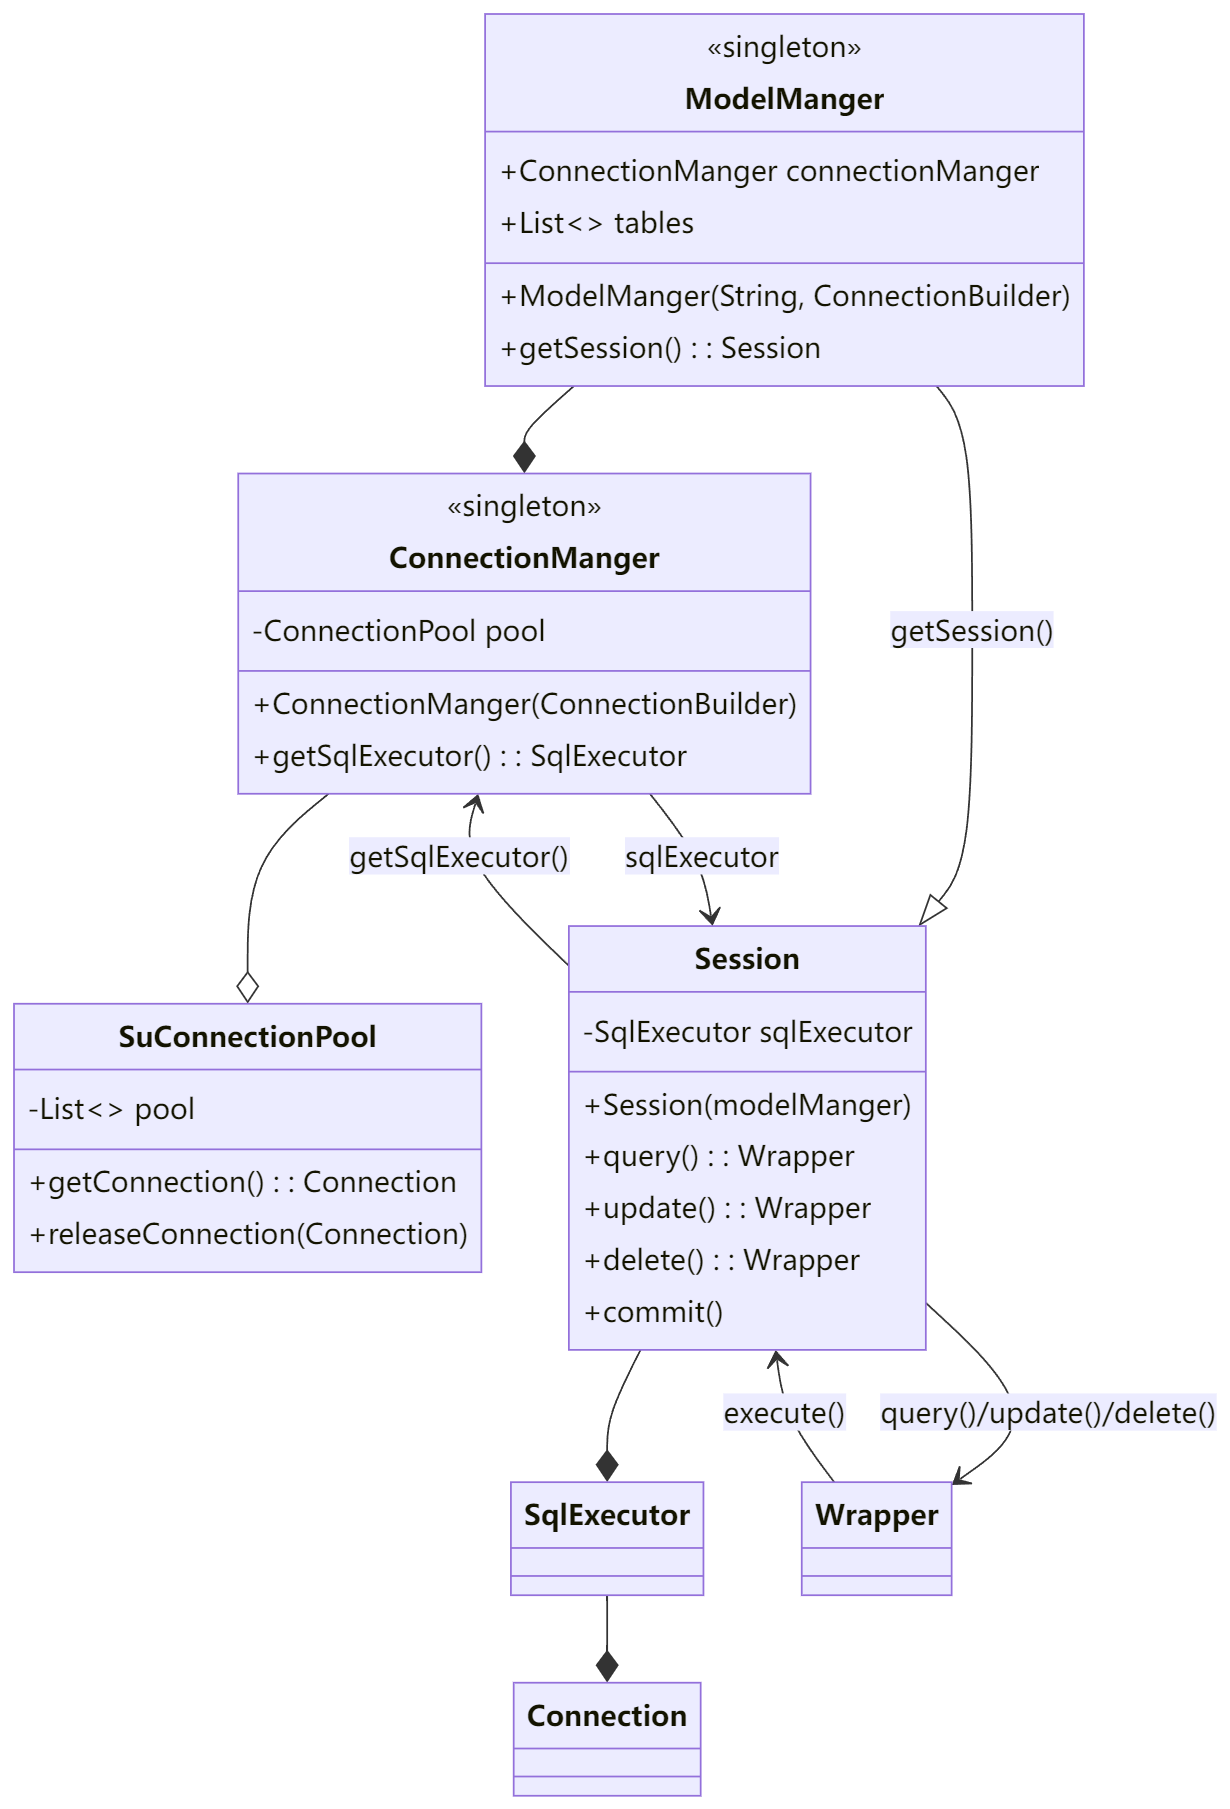 «singleton»
ModelManger
+ConnectionManger connectionManger
+List<> tables
+ModelManger(String, ConnectionBuilder)
+getSession() : : Session
«singleton»
ConnectionManger
-ConnectionPool pool
+ConnectionManger(ConnectionBuilder)
+getSqlExecutor() : : SqlExecutor
getSession()
getSqlExecutor()
sqlExecutor
SuConnectionPool
-List<> pool
+getConnection() : : Connection
+releaseConnection(Connection)
Session
-SqlExecutor sqlExecutor
+Session(modelManger)
+query() : : Wrapper
+update() : : Wrapper
+delete() : : Wrapper
+commit()
execute()
query()/update()/delete()
SqlExecutor
Wrapper
Connection